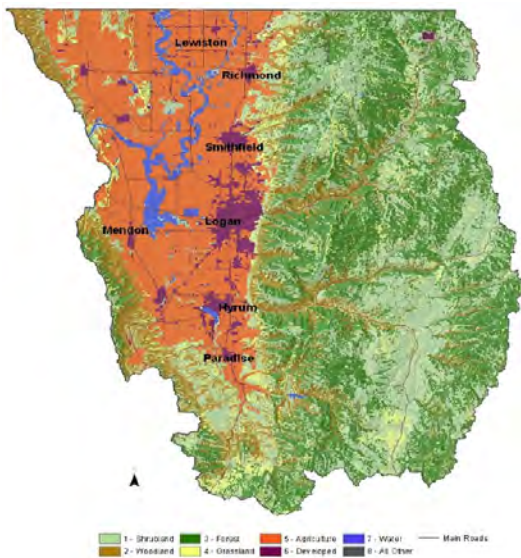 Lewiston
Richmond
Smithfield
Logan
Mendon
Hyrum
Paradise
1 - Shrubland 3 - Forest 5 - Agriculture 7 - Water Main Roads
2 - Woodland 4 - Grassland 6 - Developed 8 - All Other